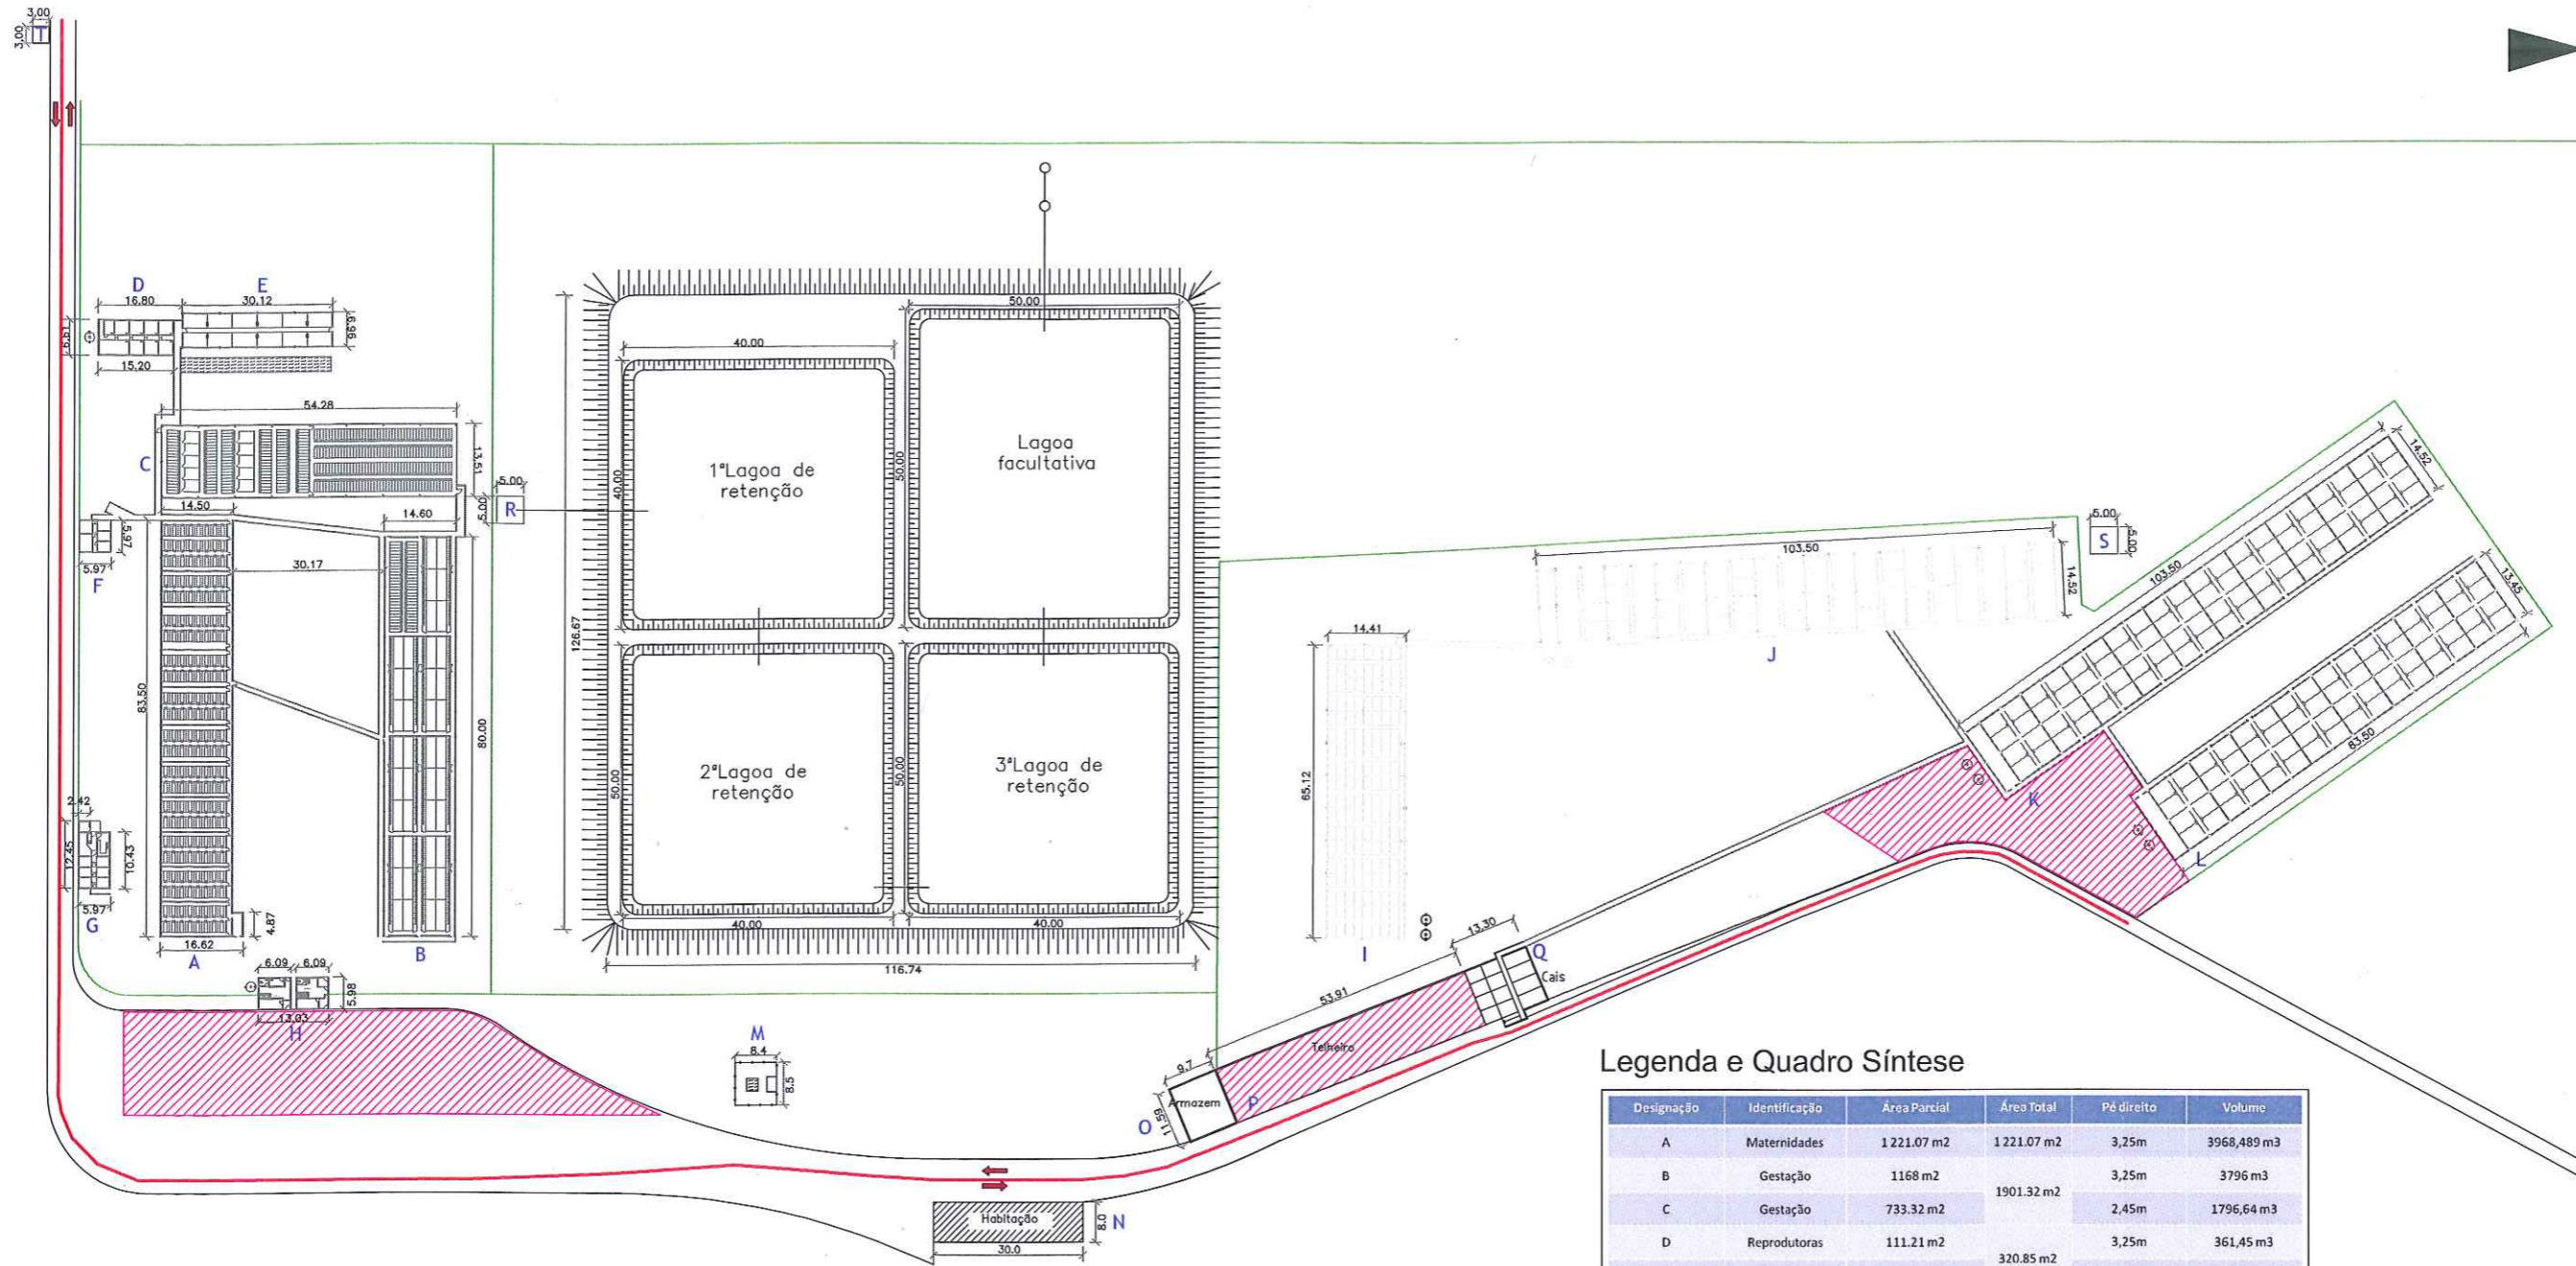 3.00
3.00
T
D
E
16.80
30.12
6.61
6.96
15.20
54.28
C
13.51
14.50
14.60
5.00
5.00
R
5.97
5.97
F
30.17
83.50
80.00
2.42
12.45
10.43
5.97
G
4.87
16.62
A
B
6.09
6.09
5.98
13.03
H
50.00
40.00
1ªLagoa de
retenção
40.00
Lagoa
facultativa
50.00
126.67
2ªLagoa de
retenção
50.00
3ªLagoa de
retenção
50.00
40.00
40.00
116.74
M
8.4
8.5
14.41
65.12
I
103.50
14.52
J
5.00
5.00
S
103.50
14.52
13.45
83.50
K
L
13.30
Q
Cais
53.91
Telheiro
9.7
Armazem
P
O
11.59
Habitação
8.0
N
30.0
Legenda e Quadro Síntese
Designação Identificação Área Parcial Área Total Pé direito Volume
A Maternidades 1221.07 m2 1221.07 m2 3,25m 3968,489 m3
B Gestação 1168 m2 1901.32 m2 3,25m 3796 m3
C Gestação 733.32 m2 2,45m 1796,64 m3
D Reprodutoras 111.21 m2 320.85 m2 3,25m 361,45 m3